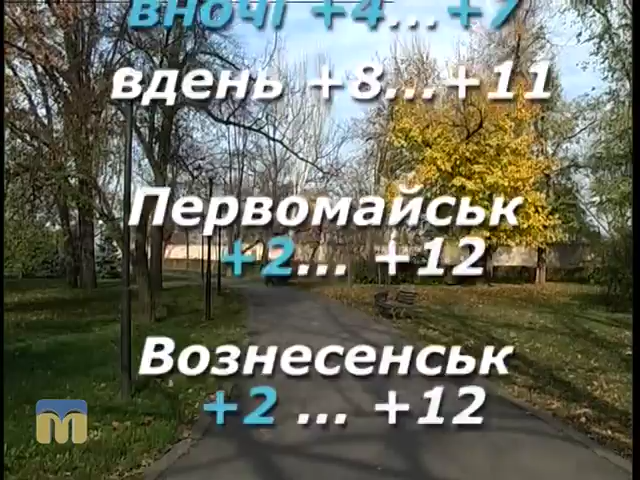 вночі +4...+7
вдень +8...+11
Первомайськ
+2... +12
Вознесенськ
+2 ... +12
m